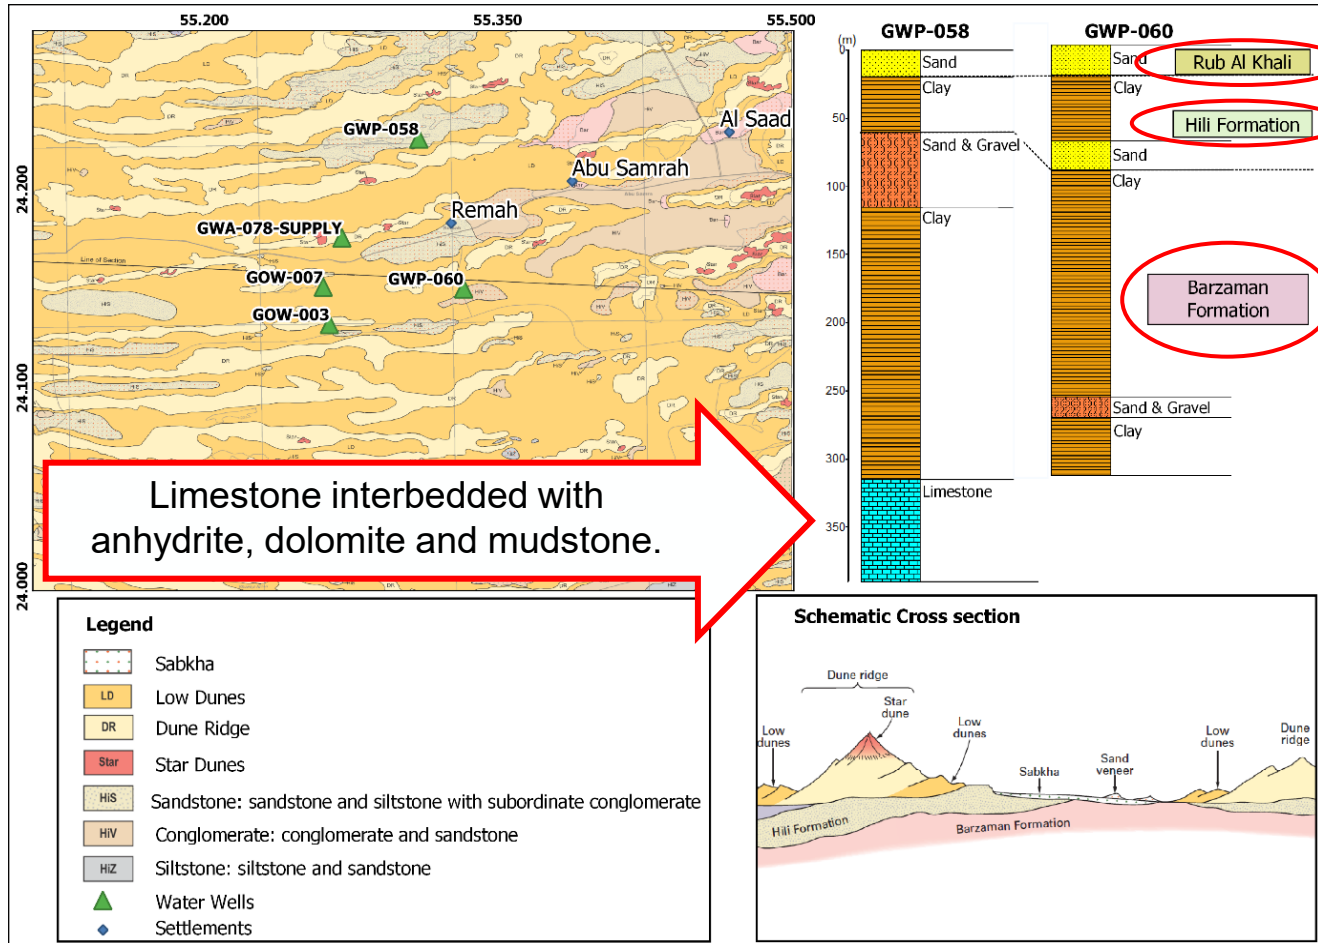 55.200
55.350
55.500
24.200
24.100
24.000
GWP-058
Al Saad
Abu Samrah
Remah
GWA-078-SUPPLY
Line of Section
GOW-007
GWP-060
GOW-003
Limestone interbedded with
anhydrite, dolomite and mudstone.
GWP-058
GWP-060
(m)
0
50
100
150
200
250
300
350
Sand
Clay
Sand & Gravel
Clay
Limestone
Sand
Clay
Sand
Clay
Sand & Gravel
Clay
Rub Al Khali
Hili Formation
Barzaman
Formation
Legend
Sabkha
LD Low Dunes
DR Dune Ridge
Star Star Dunes
HiS Sandstone: sandstone and siltstone with subordinate conglomerate
HiV Conglomerate: conglomerate and sandstone
HiZ Siltstone: siltstone and sandstone
Water Wells
Settlements
Schematic Cross section
Dune ridge
Star
dune
Low
dunes
Low
dunes
Sabkha
Sand
veneer
Low
dunes
Dune
ridge
Hili Formation
Barzaman Formation